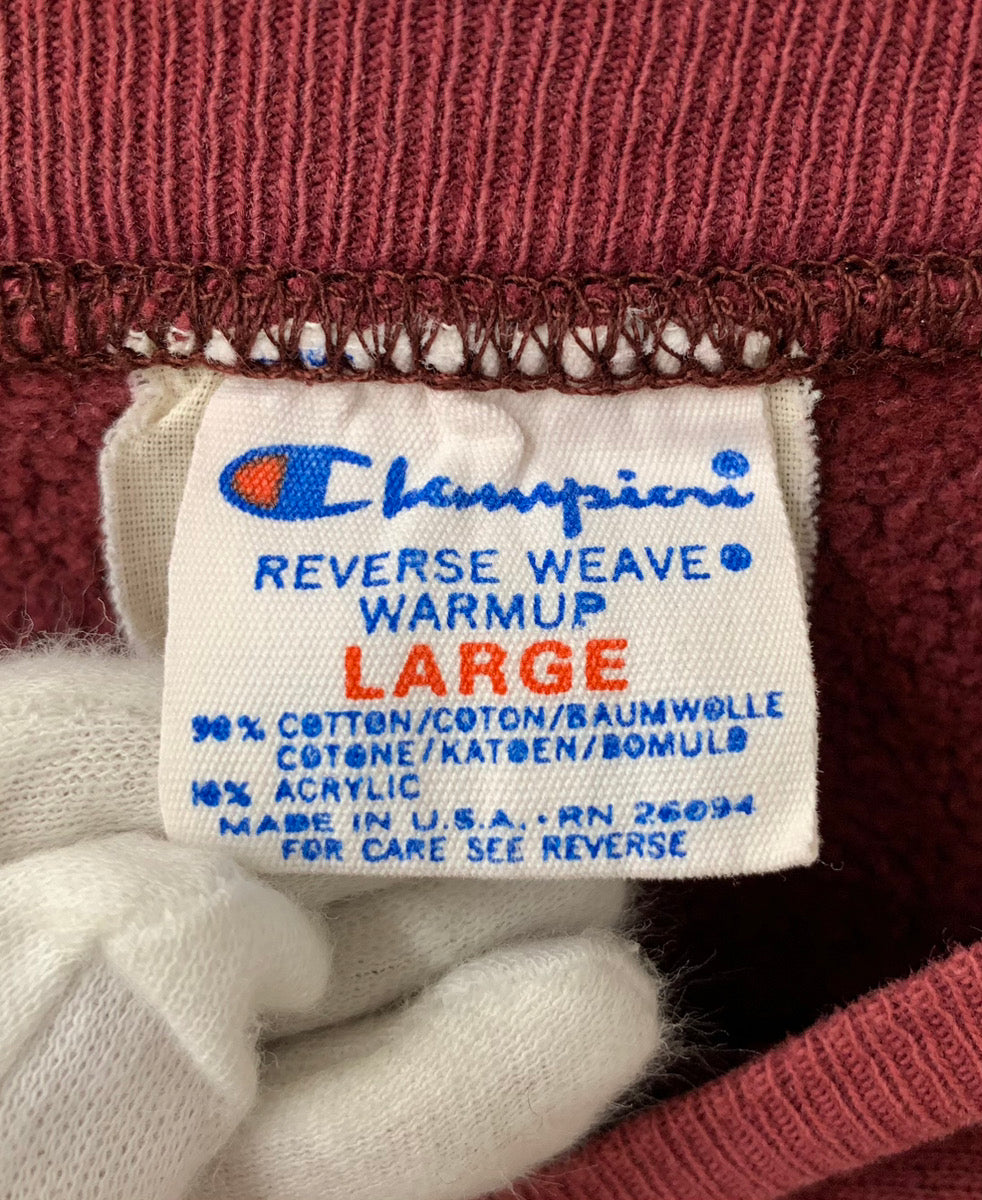 Champion®
REVERSE WEAVE®
WARMUP
LARGE
90% COTTON/COTON/BAUMWOLLE
COTONE/KATOEN/BOMULD
10% ACRYLIC
MADE IN U.S.A. · RN 26094
FOR CARE SEE REVERSE